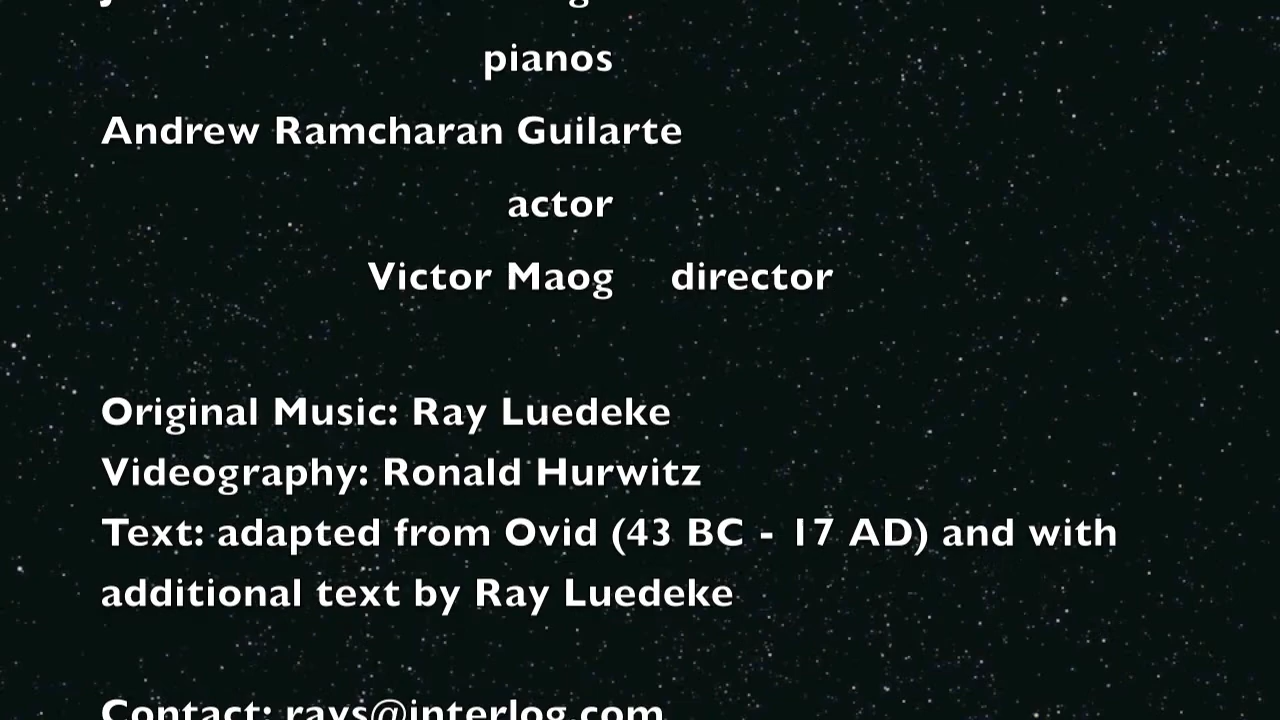 pianos
Andrew Ramcharan Guilarte
actor
Victor Maog director
Original Music: Ray Luedeke
Videography: Ronald Hurwitz
Text: adapted from Ovid (43 BC - 17 AD) and with
additional text by Ray Luedeke
Contact: rays@interlog.com